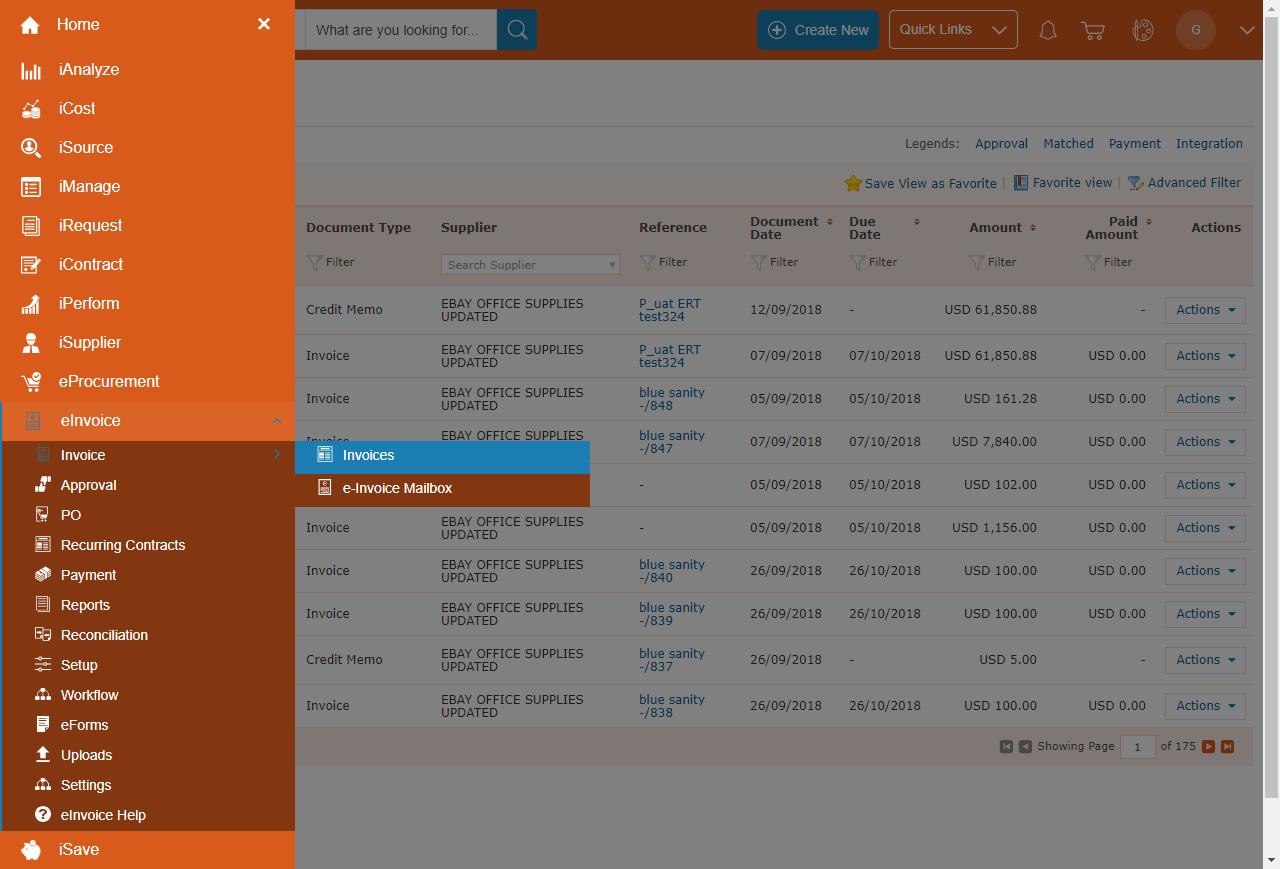 Home
iAnalyze
iCost
iSource
iManage
iRequest
iContract
iPerform
iSupplier
eProcurement
eInvoice
Invoice
Approval
PO
Recurring Contracts
Payment
Reports
Reconciliation
Setup
Workflow
eForms
Uploads
Settings
eInvoice Help
iSave
Invoices
e-Invoice Mailbox
What are you looking for...
Create New
Quick Links
G
Legends: Approval Matched Payment Integration
Save View as Favorite | Favorite view | Advanced Filter
Document Type Supplier Reference Document Date Due Date Amount Paid Amount Actions
Filter Search Supplier Filter Filter Filter Filter Filter
Credit Memo EBAY OFFICE SUPPLIES UPDATED P_uat ERT test324 12/09/2018 - USD 61,850.88 - Actions
Invoice EBAY OFFICE SUPPLIES UPDATED P_uat ERT test324 07/09/2018 07/10/2018 USD 61,850.88 USD 0.00 Actions
Invoice EBAY OFFICE SUPPLIES UPDATED blue sanity -/848 05/09/2018 05/10/2018 USD 161.28 USD 0.00 Actions
Invoice EBAY OFFICE SUPPLIES blue sanity -/847 07/09/2018 07/10/2018 USD 7,840.00 USD 0.00 Actions
- 05/09/2018 05/10/2018 USD 102.00 USD 0.00 Actions
Invoice EBAY OFFICE SUPPLIES UPDATED - 05/09/2018 05/10/2018 USD 1,156.00 USD 0.00 Actions
Invoice EBAY OFFICE SUPPLIES UPDATED blue sanity -/840 26/09/2018 26/10/2018 USD 100.00 USD 0.00 Actions
Invoice EBAY OFFICE SUPPLIES UPDATED blue sanity -/839 26/09/2018 26/10/2018 USD 100.00 USD 0.00 Actions
Credit Memo EBAY OFFICE SUPPLIES UPDATED blue sanity -/837 26/09/2018 - USD 5.00 - Actions
Invoice EBAY OFFICE SUPPLIES UPDATED blue sanity -/838 26/09/2018 26/10/2018 USD 100.00 USD 0.00 Actions
Showing Page 1 of 175